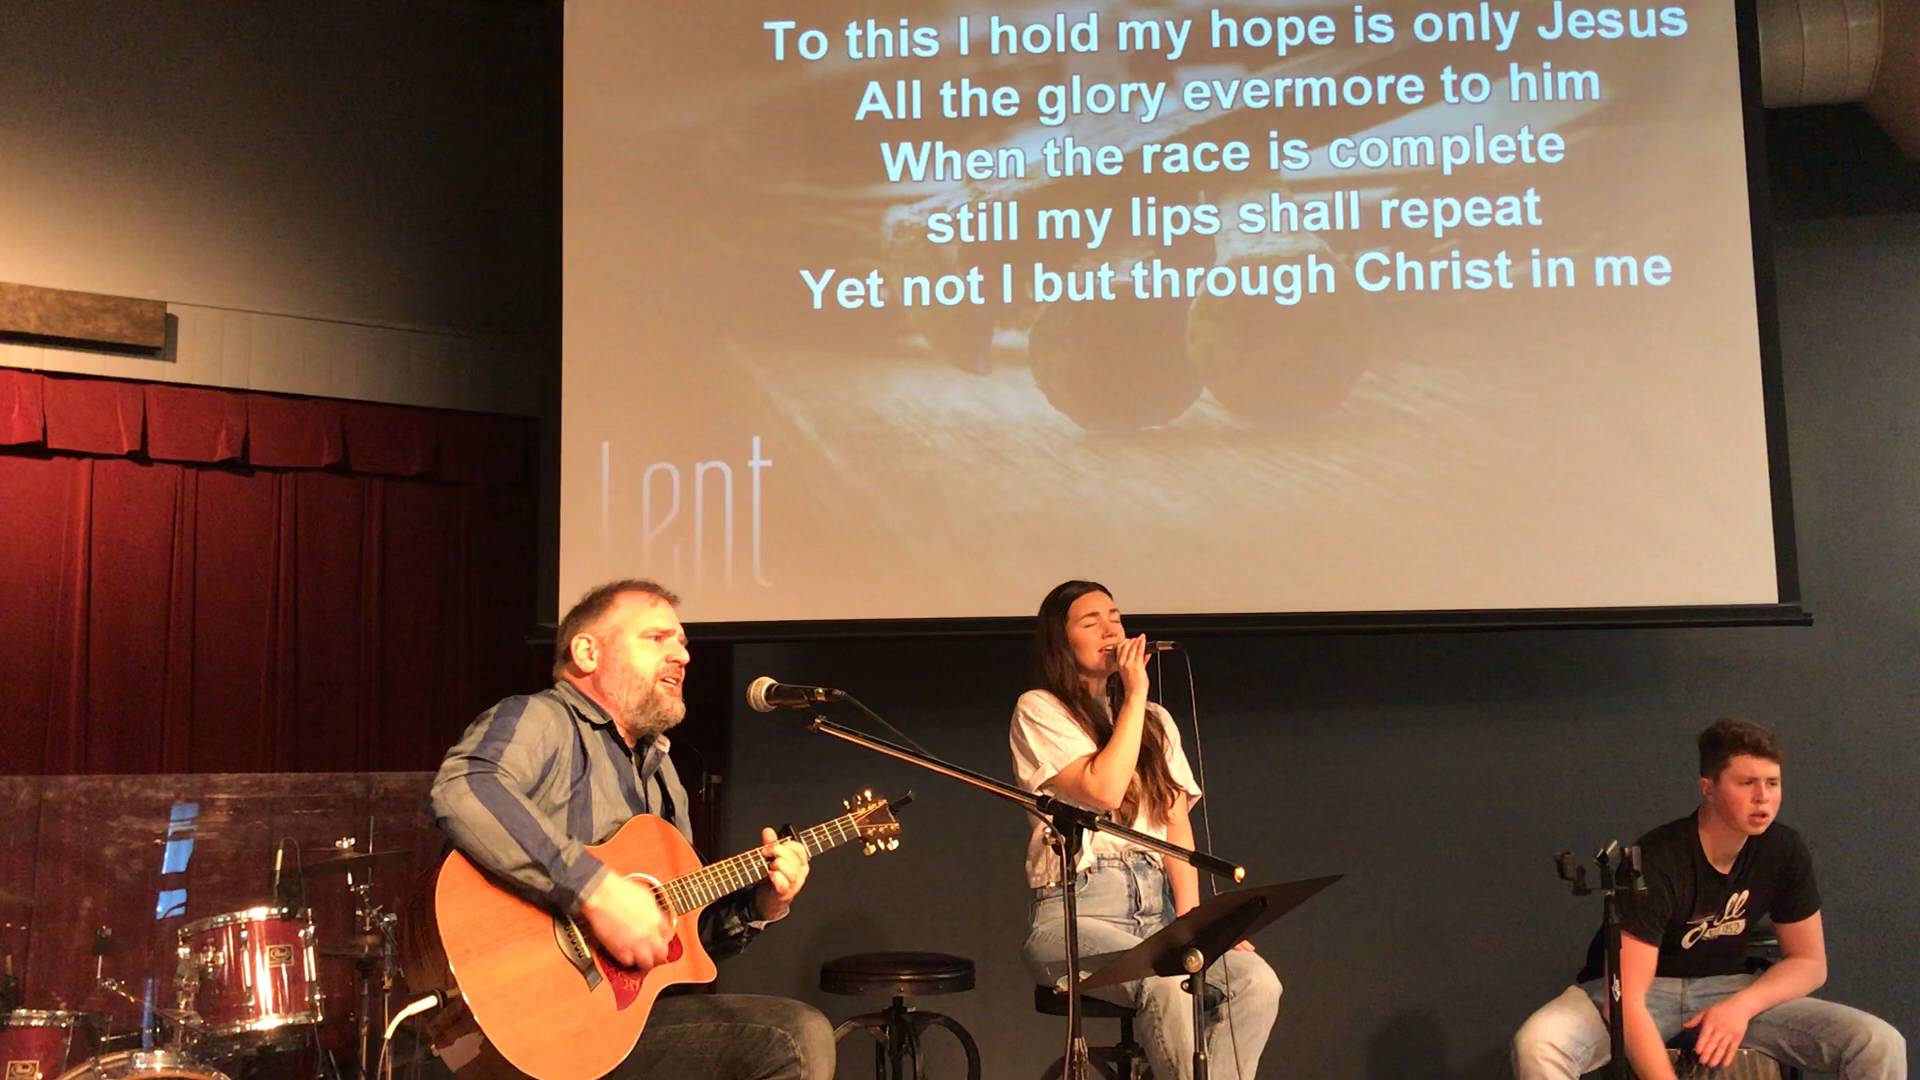 To this I hold my hope is only Jesus
All the glory evermore to him
When the race is complete
still my lips shall repeat
Yet not I but through Christ in me
Lent